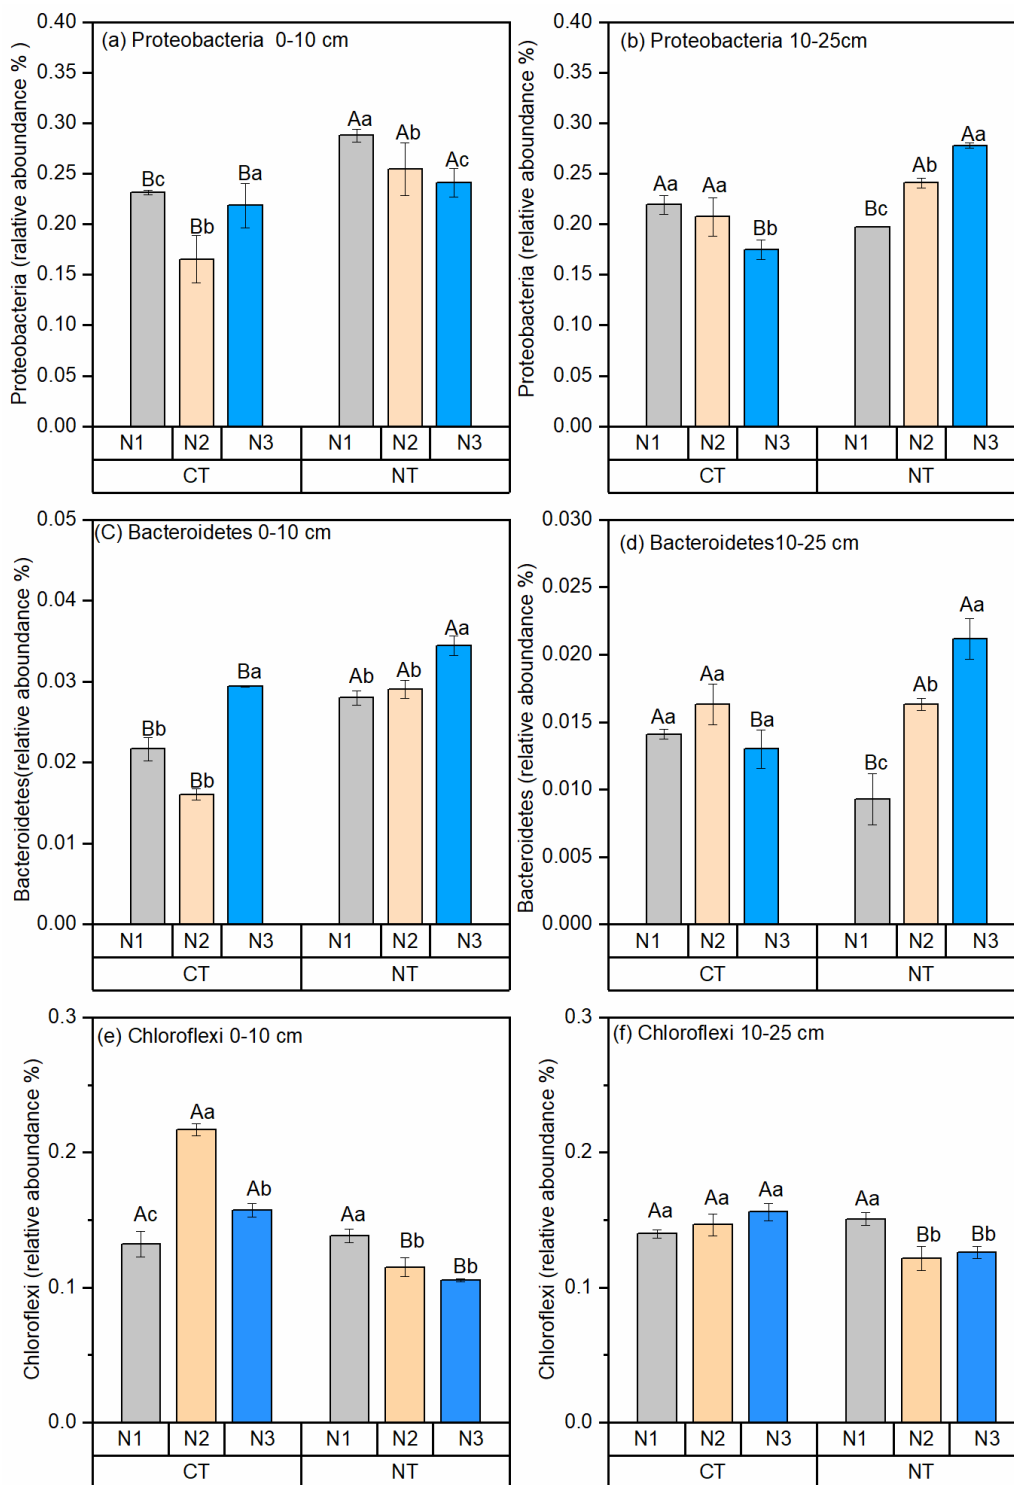 (a) Proteobacteria 0-10 cm
Proteobacteria (ralative aboundance % )
0.40
0.35
0.30
0.25
0.20
0.15
0.10
0.05
0.00
Bc
Bb
Ba
Aa
Ab
Ac
N1 N2 N3 N1 N2 N3
CT NT
(b) Proteobacteria 10-25cm
Proteobacteria (relative aboundance %)
0.40
0.35
0.30
0.25
0.20
0.15
0.10
0.05
0.00
Aa
Aa
Bb
Bc
Ab
Aa
N1 N2 N3 N1 N2 N3
CT NT
(C) Bacteroidetes 0-10 cm
Bacteroidetes(relative aboundance %)
0.05
0.04
0.03
0.02
0.01
0.00
Bb
Bb
Ba
Ab
Ab
Aa
N1 N2 N3 N1 N2 N3
CT NT
(d) Bacteroidetes10-25 cm
Bacteroidetes (relative aboundance %)
0.030
0.025
0.020
0.015
0.010
0.005
0.000
Aa
Aa
Ba
Bc
Ab
Aa
N1 N2 N3 N1 N2 N3
CT NT
(e) Chloroflexi 0-10 cm
Chloroflexi (relative aboundance %)
0.3
0.2
0.1
0.0
Ac
Aa
Ab
Aa
Bb
Bb
N1 N2 N3 N1 N2 N3
CT NT
(f) Chloroflexi 10-25 cm
Chloroflexi (relative aboundance %)
0.3
0.2
0.1
0.0
Aa
Aa
Aa
Aa
Bb
Bb
N1 N2 N3 N1 N2 N3
CT NT